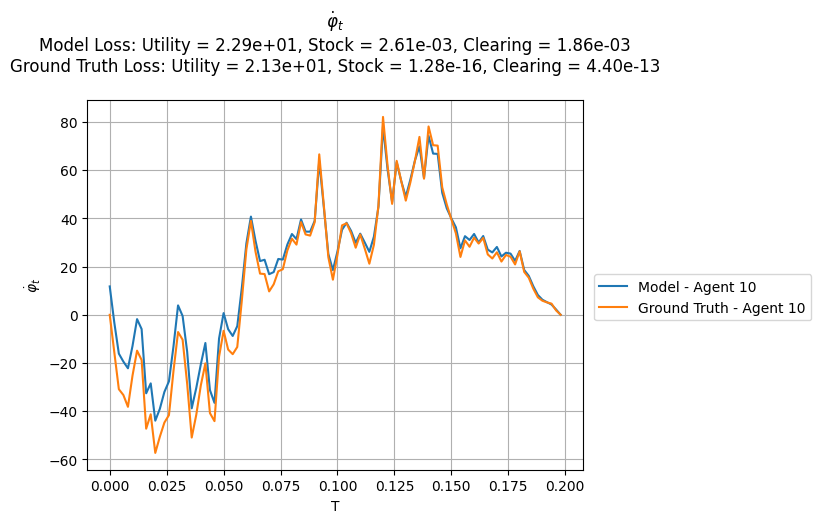 φ̇_t
Model Loss: Utility = 2.29e+01, Stock = 2.61e-03, Clearing = 1.86e-03
Ground Truth Loss: Utility = 2.13e+01, Stock = 1.28e-16, Clearing = 4.40e-13
φ̇_t
80
60
40
20
0
−20
−40
−60
0.000 0.025 0.050 0.075 0.100 0.125 0.150 0.175 0.200
T
Model - Agent 10
Ground Truth - Agent 10